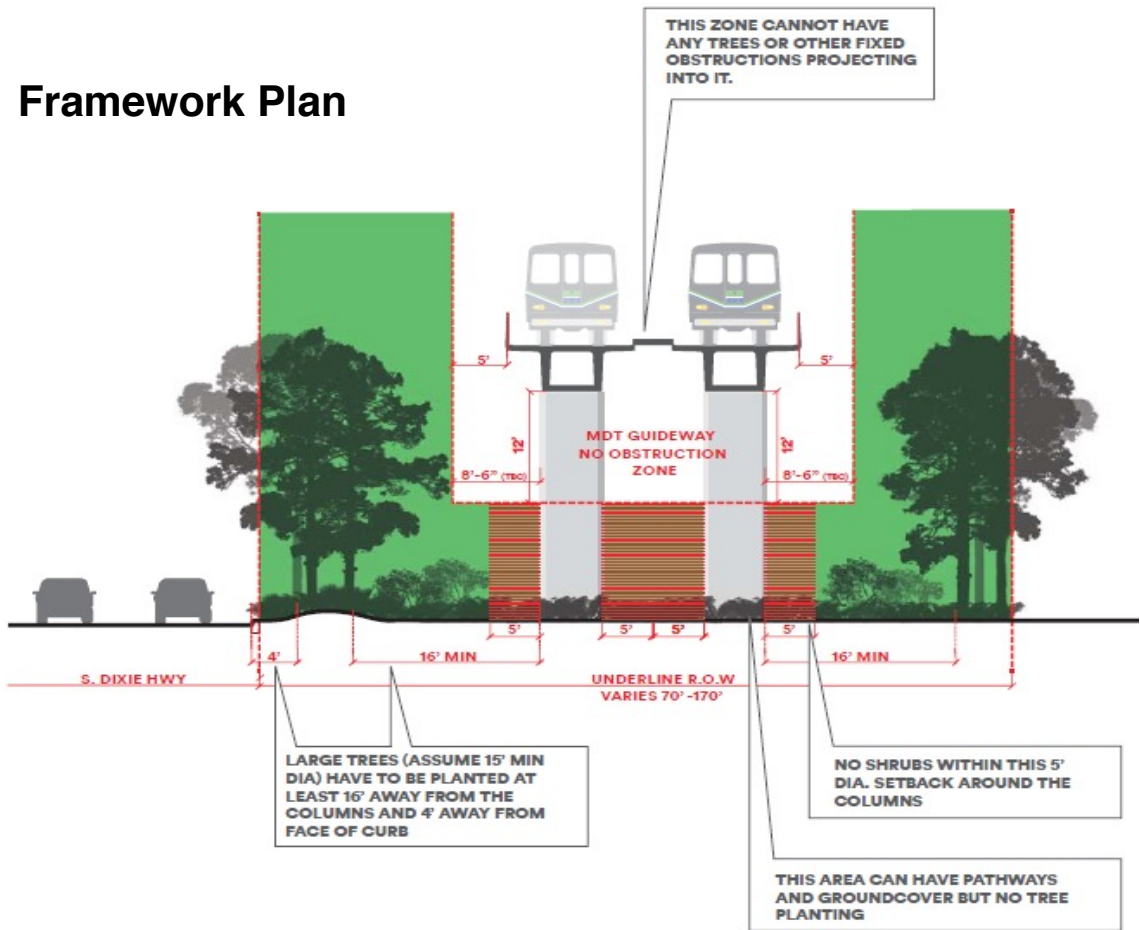 THIS ZONE CANNOT HAVE
ANY TREES OR OTHER FIXED
OBSTRUCTIONS PROJECTING
INTO IT.
Framework Plan
5'
5'
12'
MDT GUIDEWAY
NO OBSTRUCTION
ZONE
12'
8'-6" (TBC)
8'-6" (TBC)
5'
5'
5'
5'
4'
16' MIN
16' MIN
S. DIXIE HWY
UNDERLINE R.O.W
VARIES 70' -170'
LARGE TREES (ASSUME 15' MIN
DIA) HAVE TO BE PLANTED AT
LEAST 16' AWAY FROM THE
COLUMNS AND 4' AWAY FROM
FACE OF CURB
NO SHRUBS WITHIN THIS 5'
DIA. SETBACK AROUND THE
COLUMNS
THIS AREA CAN HAVE PATHWAYS
AND GROUNDCOVER BUT NO TREE
PLANTING